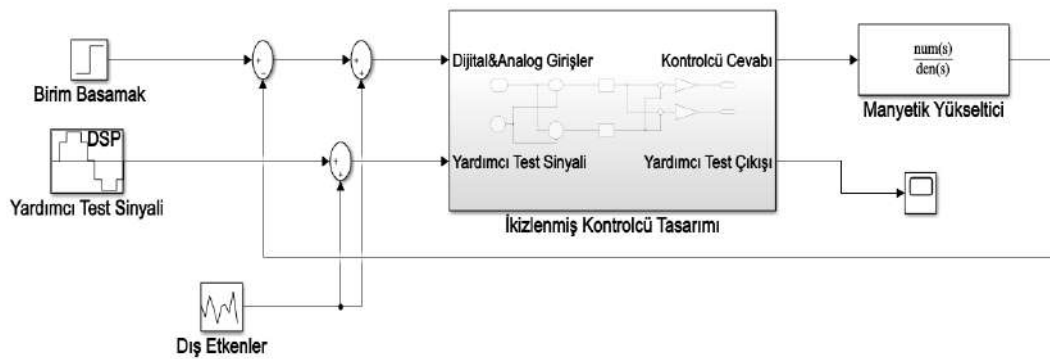 Birim Basamak
DSP
Yardımcı Test Sinyali
Dijital&Analog Girişler
Kontrolcü Cevabı
Yardımcı Test Sinyali
Yardımcı Test Çıkışı
İkizlenmiş Kontrolcü Tasarımı
num(s)
den(s)
Manyetik Yükseltici
Dış Etkenler